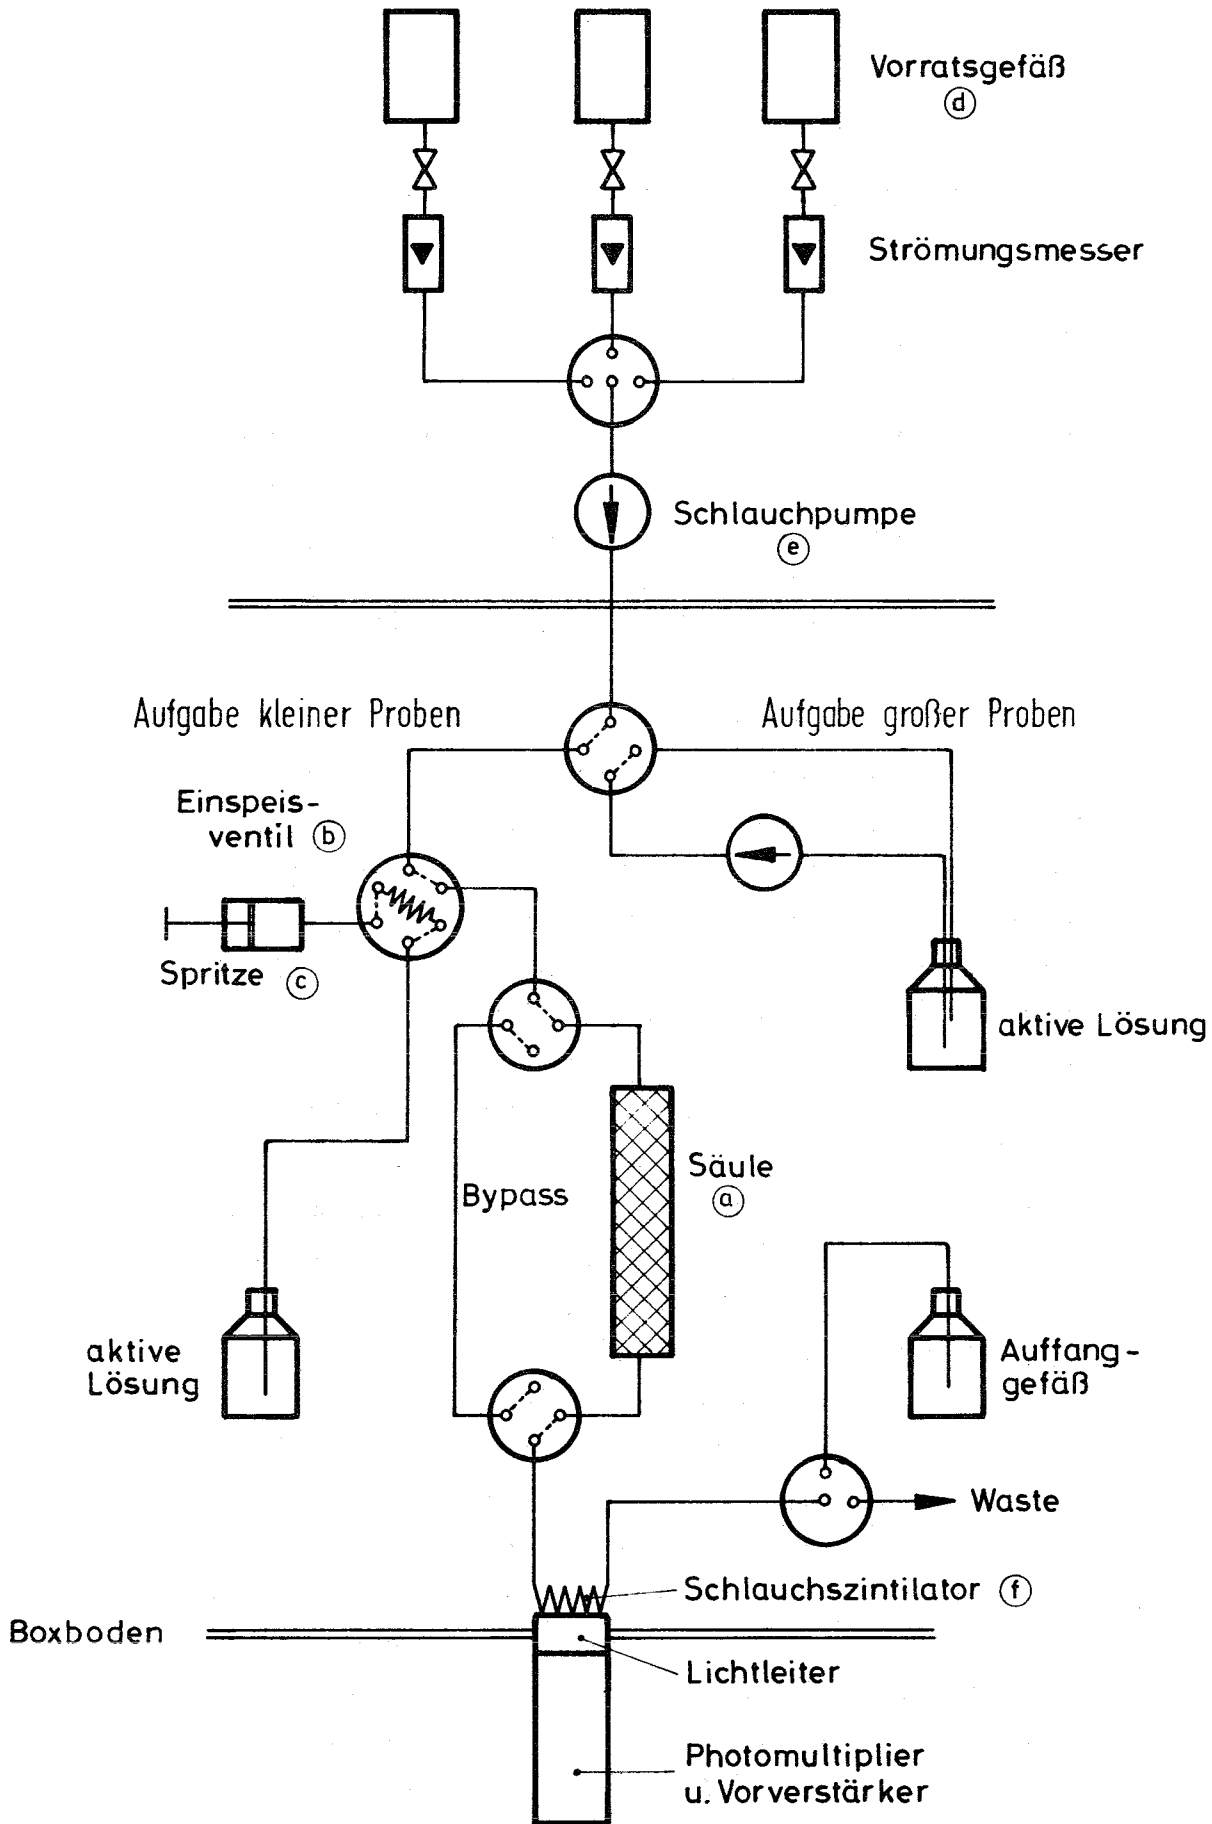 Vorratsgefäß
d
Strömungsmesser
Schlauchpumpe
e
Aufgabe kleiner Proben
Aufgabe großer Proben
Einspeis-
ventil b
Spritze c
aktive Lösung
Säule
a
Bypass
aktive
Lösung
Auffang-
gefäß
Waste
Schlauchszintilator f
Boxboden
Lichtleiter
Photomultiplier
u. Vorverstärker